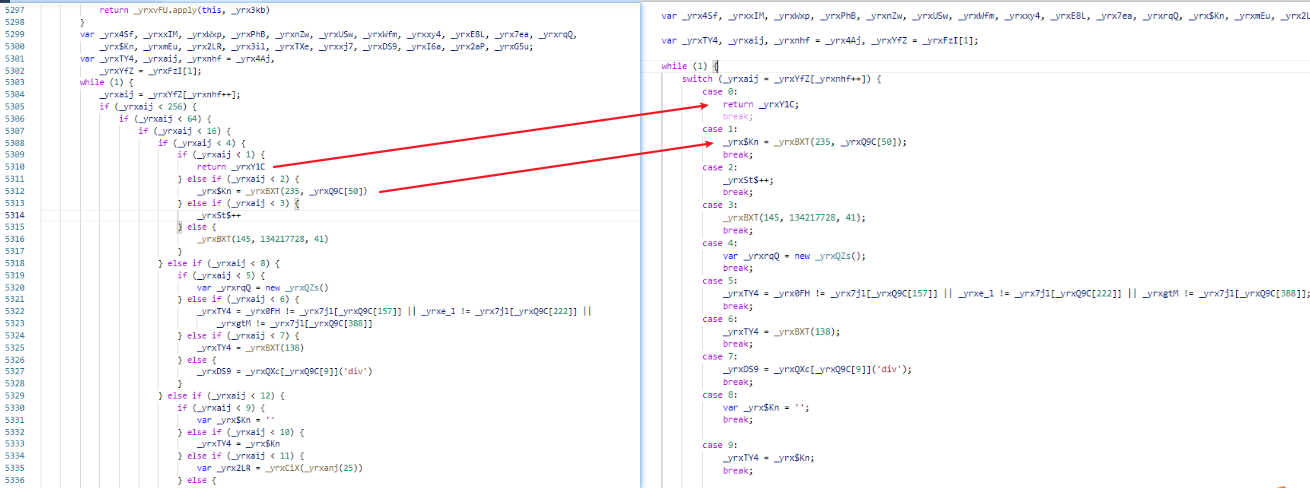 5297 return _yrxvFU.apply(this, _yrx3kb)
5298 }
5299 var _yrx4Sf, _yrxxIM, _yrxWxp, _yrxPhB, _yrxnZw, _yrxUSw, _yrxWfm, _yrxxy4, _yrxE8L, _yrx7ea, _yrxrqQ,
5300 _yrx$Kn, _yrxmEu, _yrx2LR, _yrx3il, _yrxTXe, _yrxxj7, _yrxDS9, _yrxI6a, _yrx2aP, _yrxG5u;
5301 var _yrxTY4, _yrxaij, _yrxnhf = _yrx4Aj,
5302 _yrxYfZ = _yrxFzI[1];
5303 while (1) {
5304 _yrxaij = _yrxYfZ[_yrxnhf++];
5305 if (_yrxaij < 256) {
5306 if (_yrxaij < 64) {
5307 if (_yrxaij < 16) {
5308 if (_yrxaij < 4) {
5309 if (_yrxaij < 1) {
5310 return _yrxY1C
5311 } else if (_yrxaij < 2) {
5312 _yrx$Kn = _yrxBXT(235, _yrxQ9C[50])
5313 } else if (_yrxaij < 3) {
5314 _yrxSt$++
5315 } else {
5316 _yrxBXT(145, 134217728, 41)
5317 }
5318 } else if (_yrxaij < 8) {
5319 if (_yrxaij < 5) {
5320 var _yrxrqQ = new _yrxQZs()
5321 } else if (_yrxaij < 6) {
5322 _yrxTY4 = _yrx0FH != _yrx7jl[_yrxQ9C[157]] || _yrxe_l != _yrx7jl[_yrxQ9C[222]] ||
5323 _yrxgtM != _yrx7jl[_yrxQ9C[388]]
5324 } else if (_yrxaij < 7) {
5325 _yrxTY4 = _yrxBXT(138)
5326 } else {
5327 _yrxDS9 = _yrxQXc[_yrxQ9C[9]]('div')
5328 }
5329 } else if (_yrxaij < 12) {
5330 if (_yrxaij < 9) {
5331 var _yrx$Kn = ''
5332 } else if (_yrxaij < 10) {
5333 _yrxTY4 = _yrx$Kn
5334 } else if (_yrxaij < 11) {
5335 var _yrx2LR = _yrxCiX(_yrxanj(25))
5336 } else {
var _yrx4Sf, _yrxxIM, _yrxWxp, _yrxPhB, _yrxnZw, _yrxUSw, _yrxWfm, _yrxxy4, _yrxE8L, _yrx7ea, _yrxrqQ, _yrx$Kn, _yrxmEu, _yrx2L
var _yrxTY4, _yrxaij, _yrxnhf = _yrx4Aj, _yrxYfZ = _yrxFzI[1];
while (1) {
switch (_yrxaij = _yrxYfZ[_yrxnhf++]) {
case 0:
return _yrxY1C;
break;
case 1:
_yrx$Kn = _yrxBXT(235, _yrxQ9C[50]);
break;
case 2:
_yrxSt$++;
break;
case 3:
_yrxBXT(145, 134217728, 41);
break;
case 4:
var _yrxrqQ = new _yrxQZs();
break;
case 5:
_yrxTY4 = _yrx0FH != _yrx7jl[_yrxQ9C[157]] || _yrxe_l != _yrx7jl[_yrxQ9C[222]] || _yrxgtM != _yrx7jl[_yrxQ9C[388]];
break;
case 6:
_yrxTY4 = _yrxBXT(138);
break;
case 7:
_yrxDS9 = _yrxQXc[_yrxQ9C[9]]('div');
break;
case 8:
var _yrx$Kn = '';
break;
case 9:
_yrxTY4 = _yrx$Kn;
break;